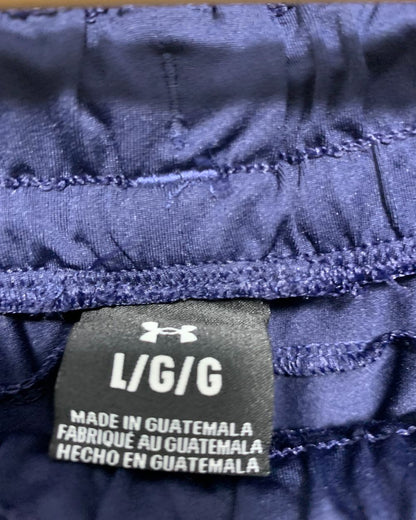 L/G/G
MADE IN GUATEMALA
FABRIQUÉ AU GUATEMALA
HECHO EN GUATEMALA